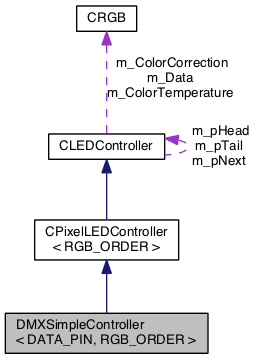 CRGB
m_ColorCorrection
m_Data
m_ColorTemperature
m_pHead
m_pTail
m_pNext
CLEDController
CPixelLEDController
< RGB_ORDER >
DMXSimpleController
< DATA_PIN, RGB_ORDER >